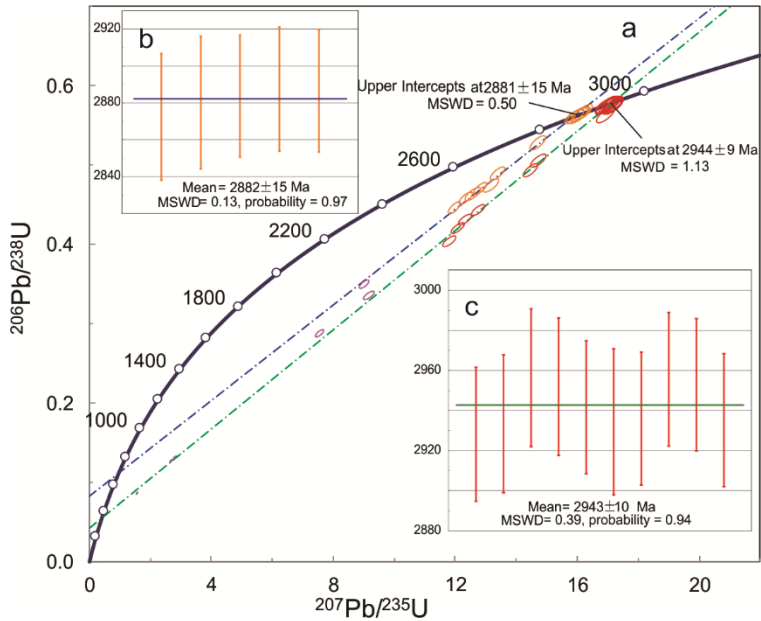 a
b
2920
2880
2840
Mean= 2882±15 Ma
MSWD= 0.13, probability = 0.97
Upper Intercepts at 2881±15 Ma
MSWD = 0.50
3000
Upper Intercepts at 2944±9 Ma
MSWD = 1.13
2600
2200
1800
1400
1000
c
3000
2960
2920
2880
Mean= 2943±10 Ma
MSWD= 0.39, probability = 0.94
0.6
0.4
0.2
0.0
206Pb/238U
0 4 8 12 16 20
207Pb/235U